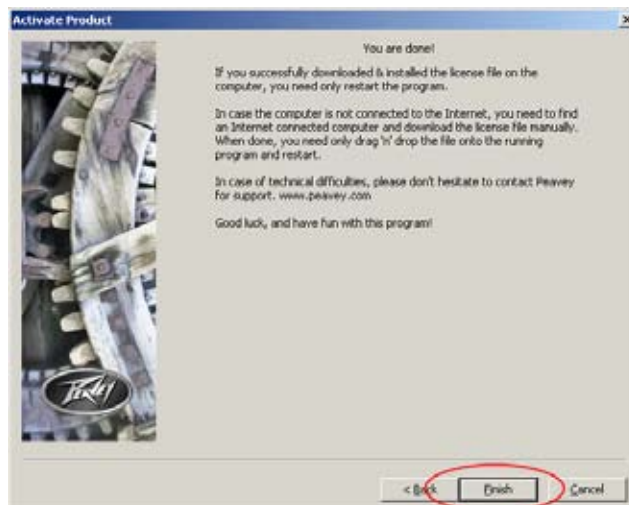 Activate Product
You are done!
If you successfully downloaded & installed the license file on the
computer, you need only restart the program.
In case the computer is not connected to the Internet, you need to find
an Internet connected computer and download the license file manually.
When done, you need only drag 'n' drop the file onto the running
program and restart.
In case of technical difficulties, please don't hesitate to contact Peavey
for support. www.peavey.com
Good luck, and have fun with this program!
Peavey
< Back Finish Cancel